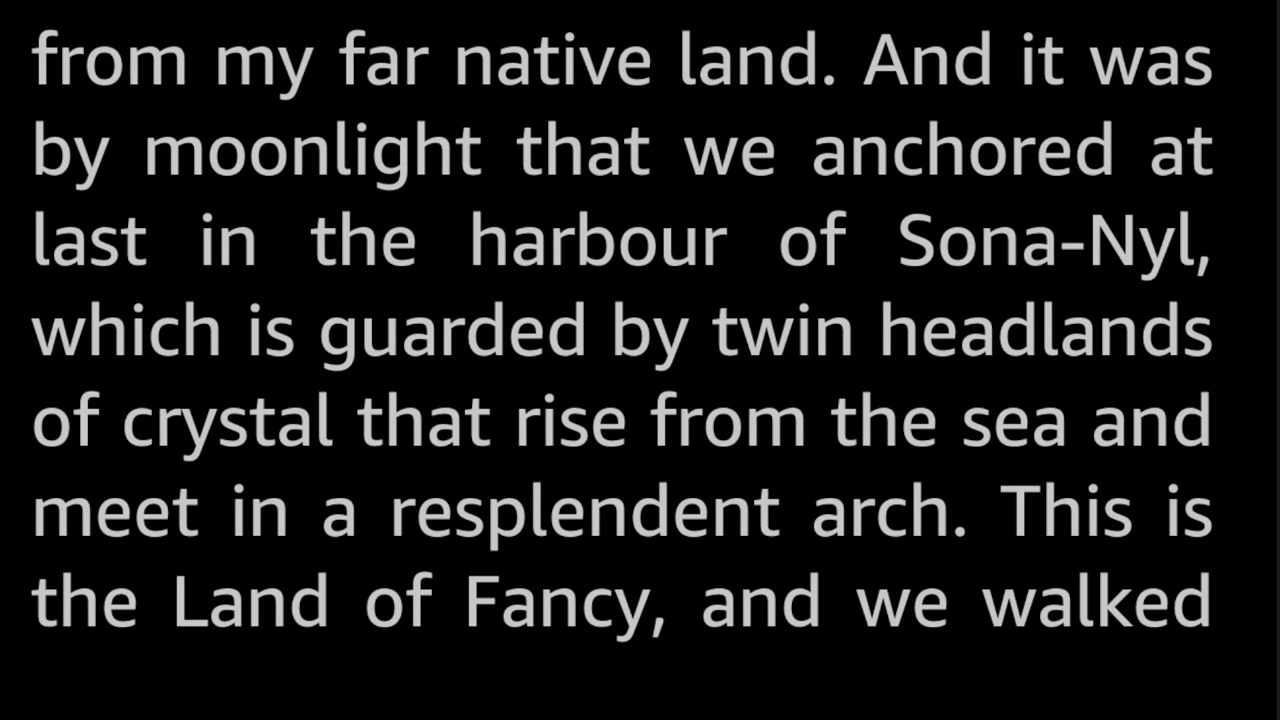 from my far native land. And it was
by moonlight that we anchored at
last in the harbour of Sona-Nyl,
which is guarded by twin headlands
of crystal that rise from the sea and
meet in a resplendent arch. This is
the Land of Fancy, and we walked